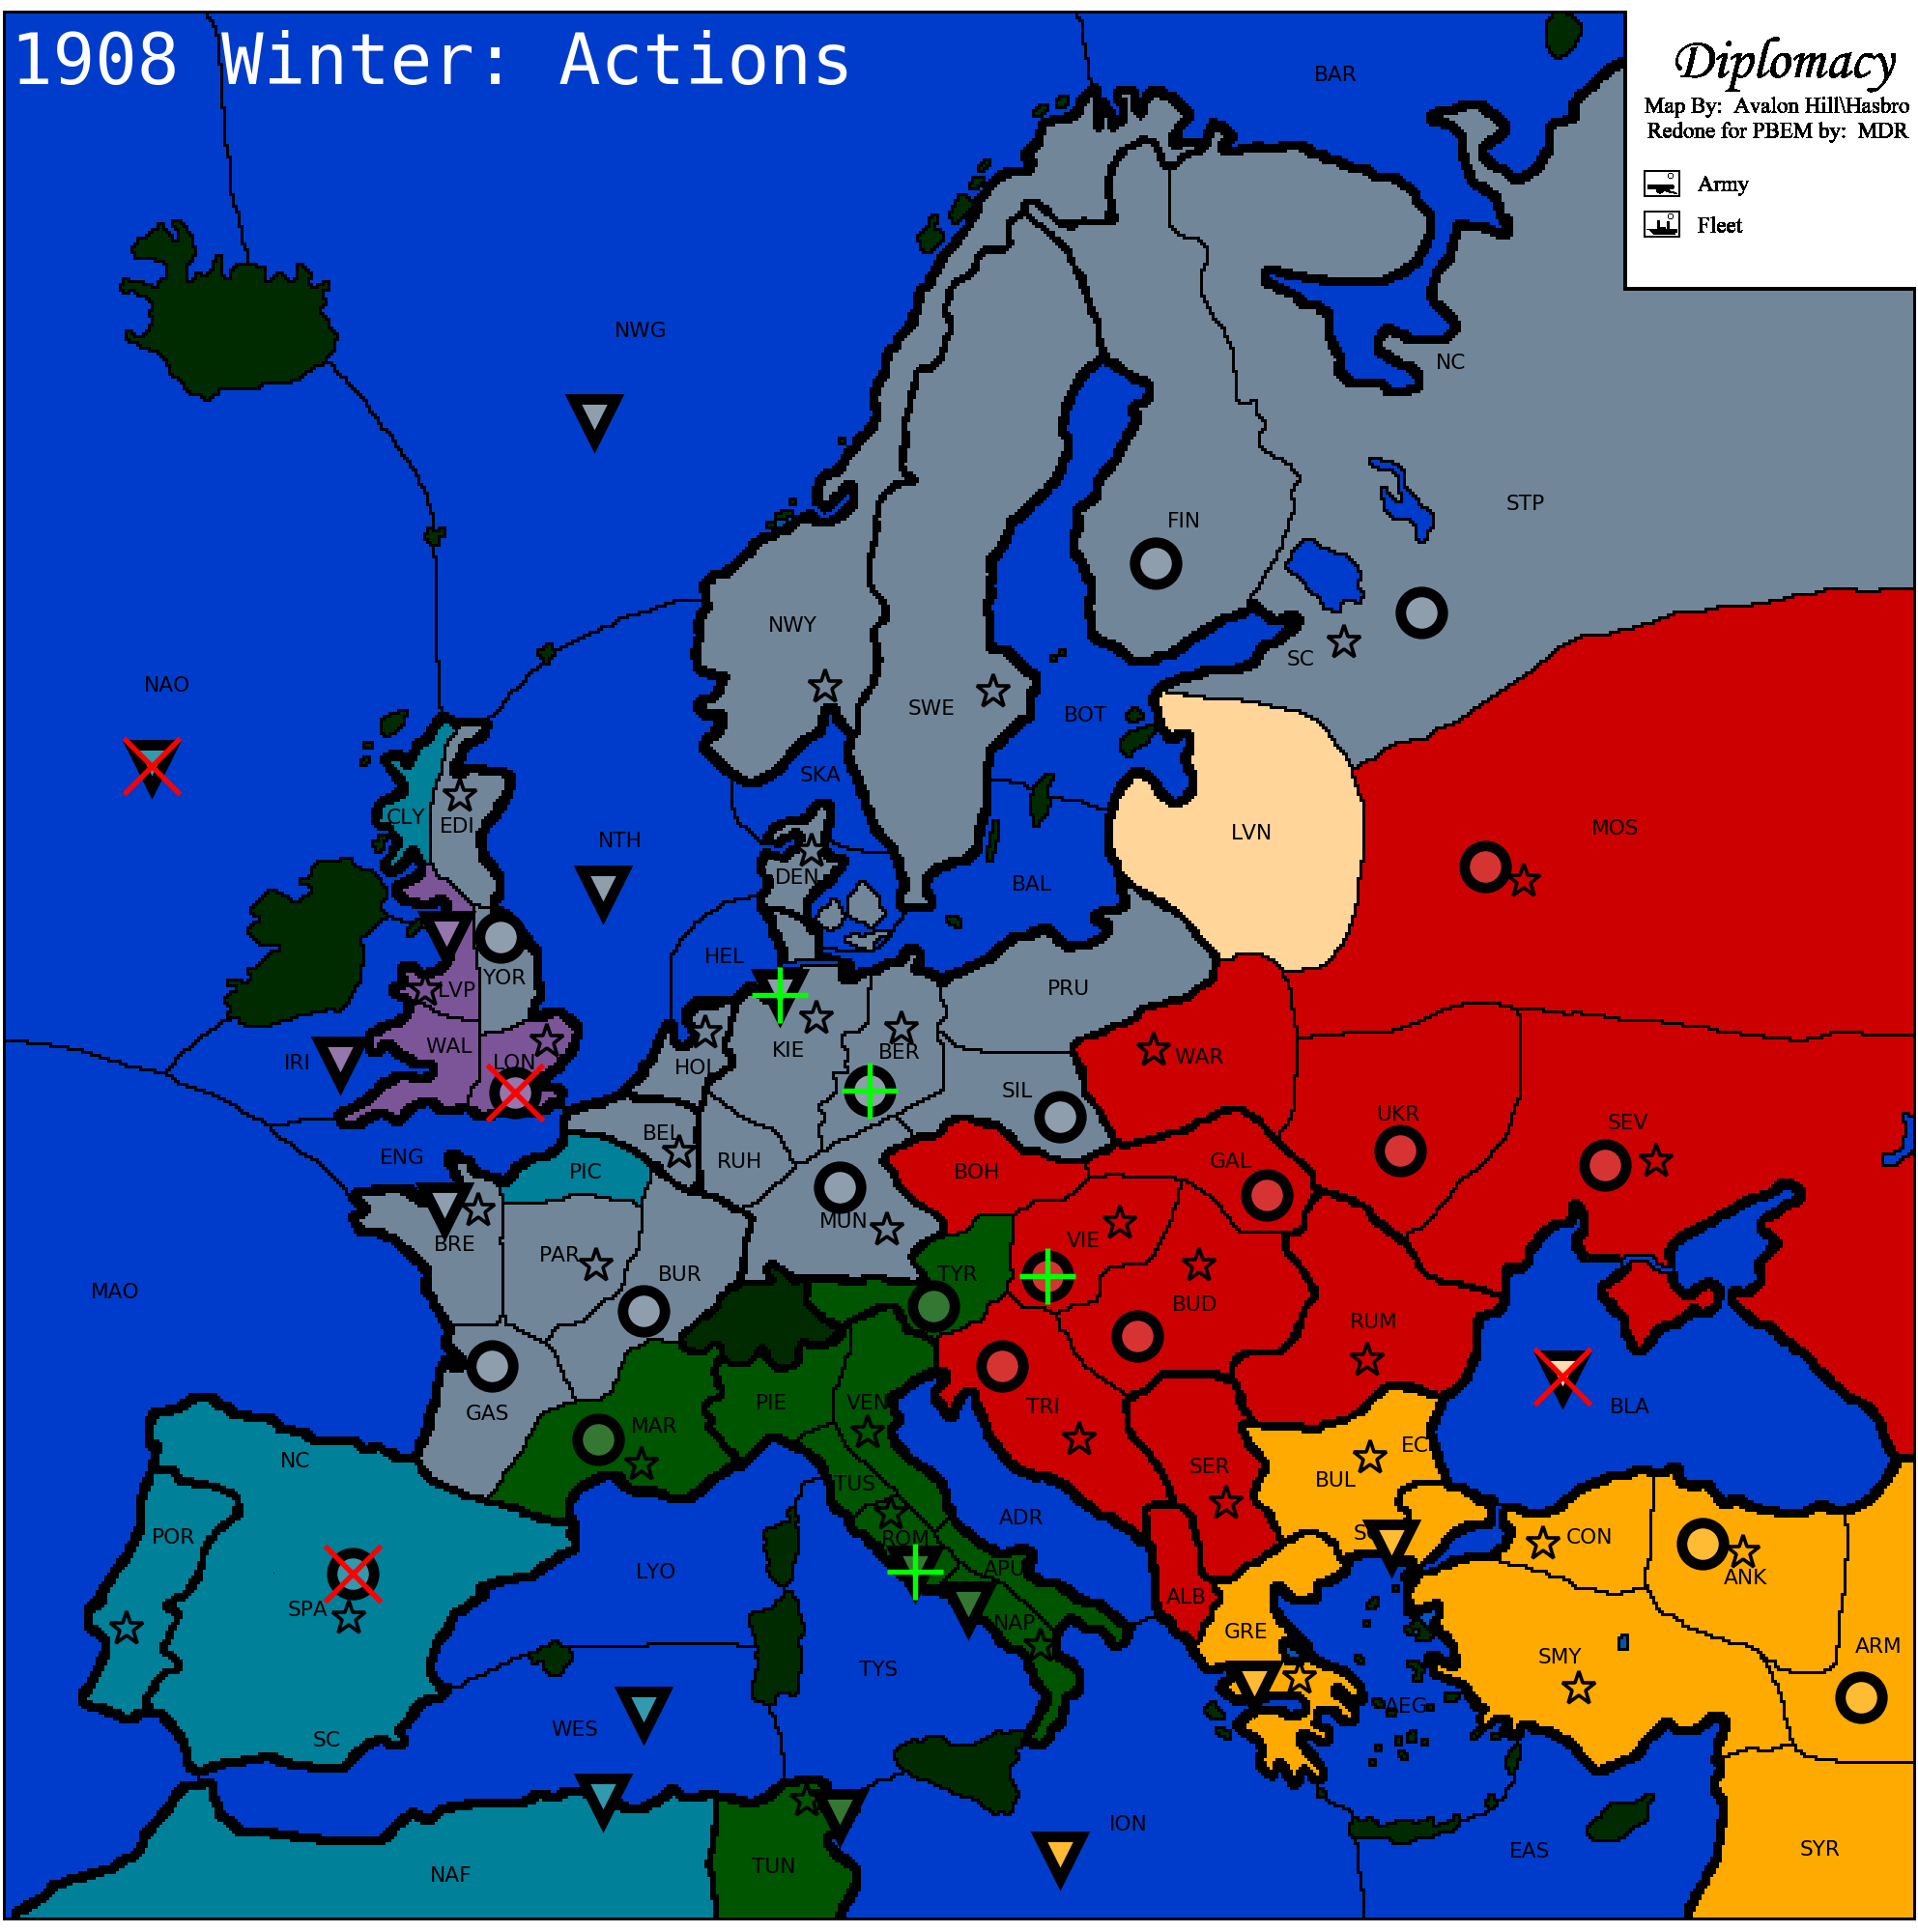 1908 Winter: Actions
Diplomacy
Map By: Avalon Hill\Hasbro
Redone for PBEM by: MDR
Army
Fleet
BAR
NWG
NC
STP
FIN
NWY
SC
NAO
SWE
BOT
SKA
CLY
EDI
NTH
LVN
MOS
DEN
BAL
HEL
YOR
LVP
PRU
IRI
WAL
LON
HOL
KIE
BER
WAR
SIL
UKR
SEV
BEL
ENG
PIC
RUH
BOH
GAL
MUN
BRE
PAR
BUR
VIE
TYR
MAO
BUD
RUM
GAS
MAR
PIE
VEN
TRI
BLA
NC
TUS
SER
BUL
EC
POR
ROM
ADR
SC
CON
LYO
APU
ANK
SPA
NAP
ALB
GRE
ARM
TYS
SMY
AEG
WES
SC
ION
EAS
SYR
NAF
TUN